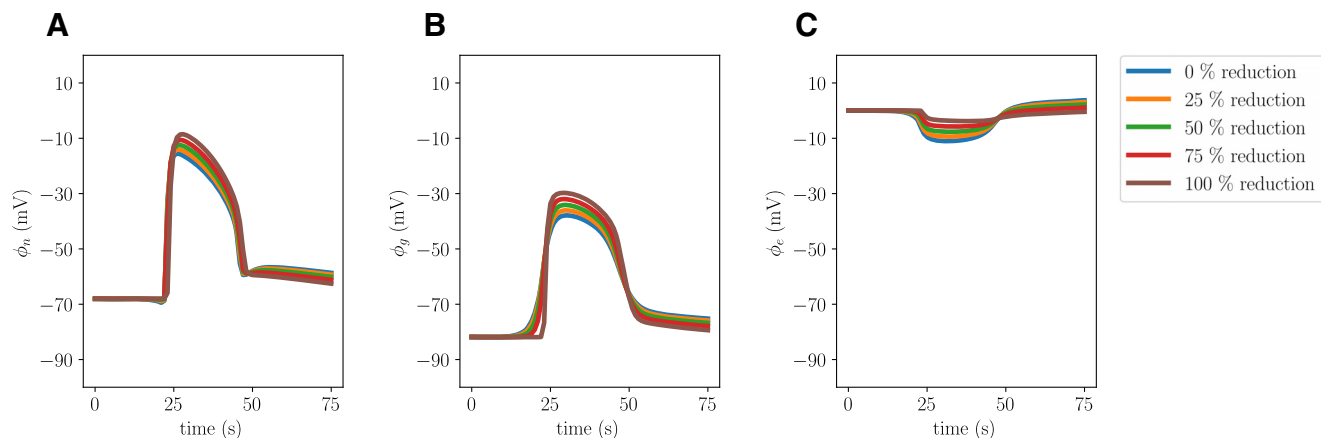 A
B
C
10
−10
−30
−50
−70
−90
ϕn (mV)
0
25
50
75
time (s)
10
−10
−30
−50
−70
−90
ϕg (mV)
0
25
50
75
time (s)
10
−10
−30
−50
−70
−90
ϕe (mV)
0
25
50
75
time (s)
0 % reduction
25 % reduction
50 % reduction
75 % reduction
100 % reduction